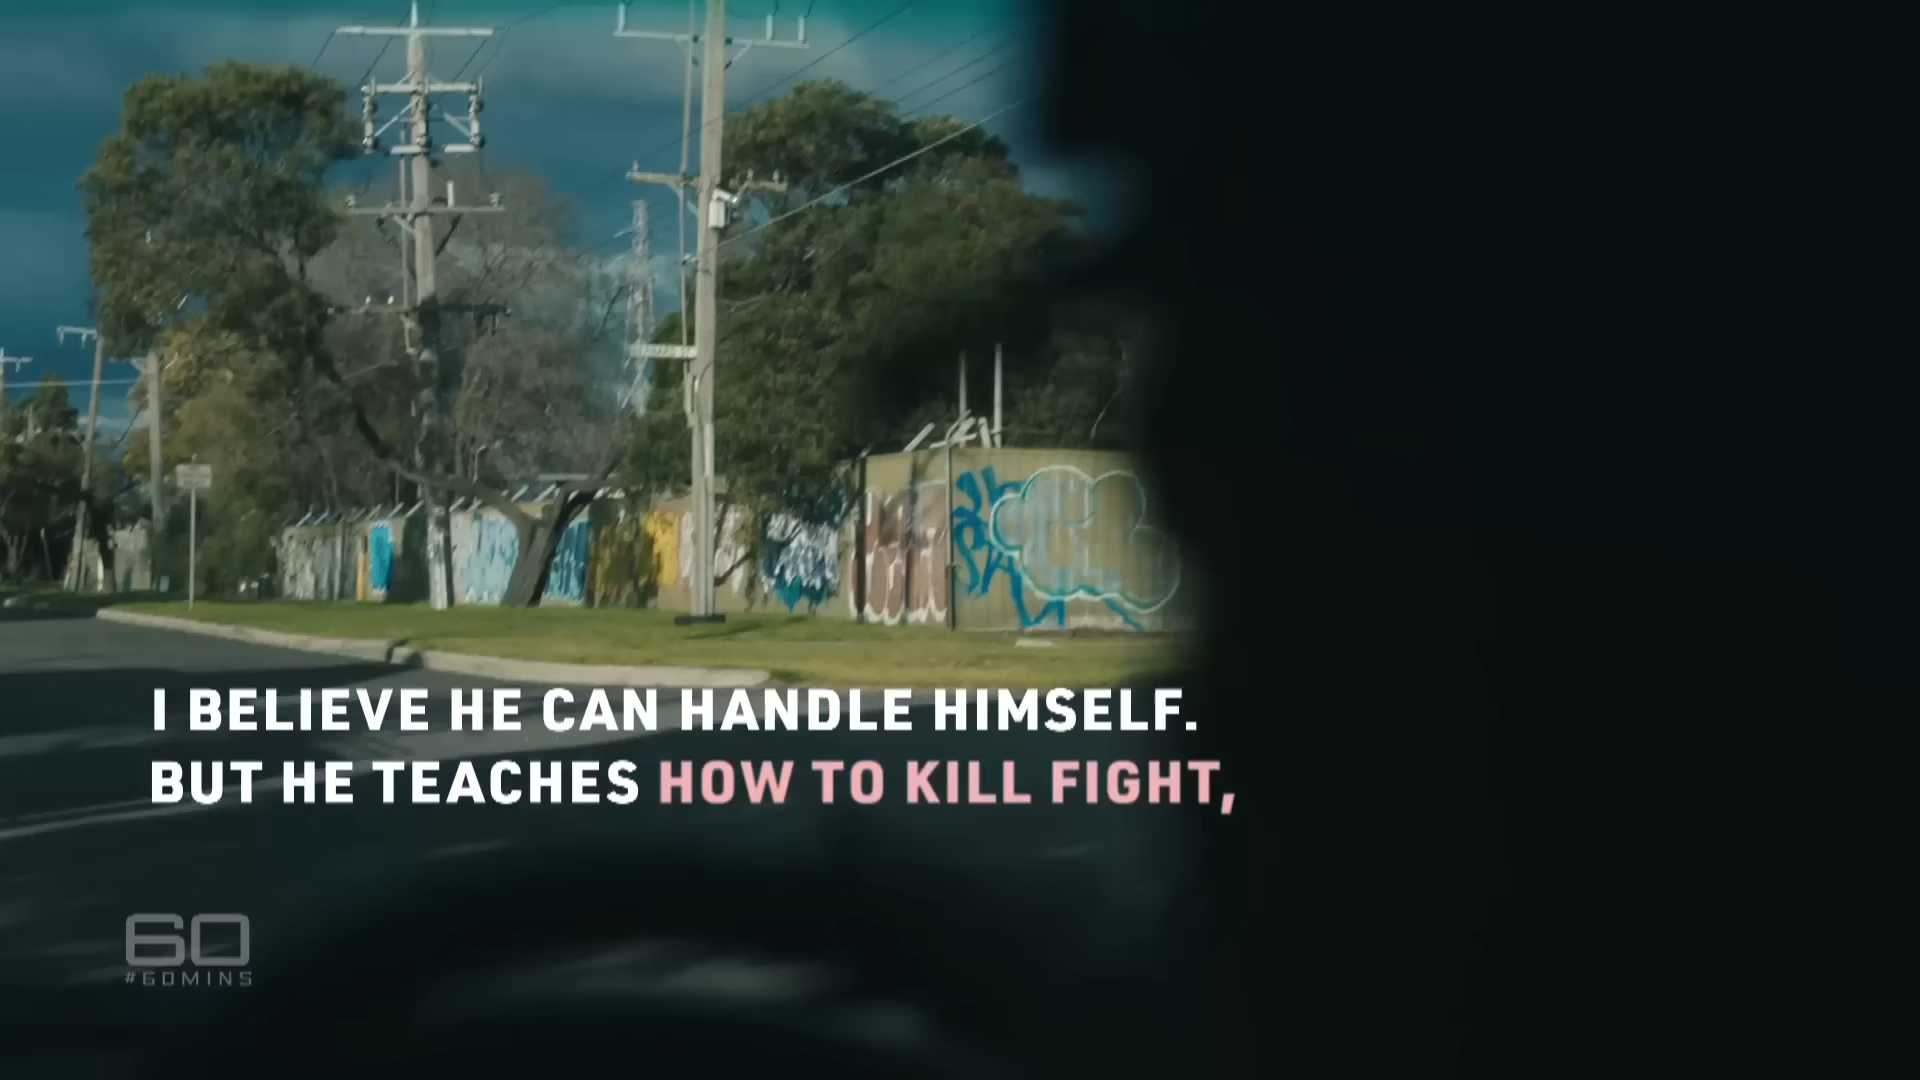 I BELIEVE HE CAN HANDLE HIMSELF.
BUT HE TEACHES HOW TO KILL FIGHT,
60
#60MINS